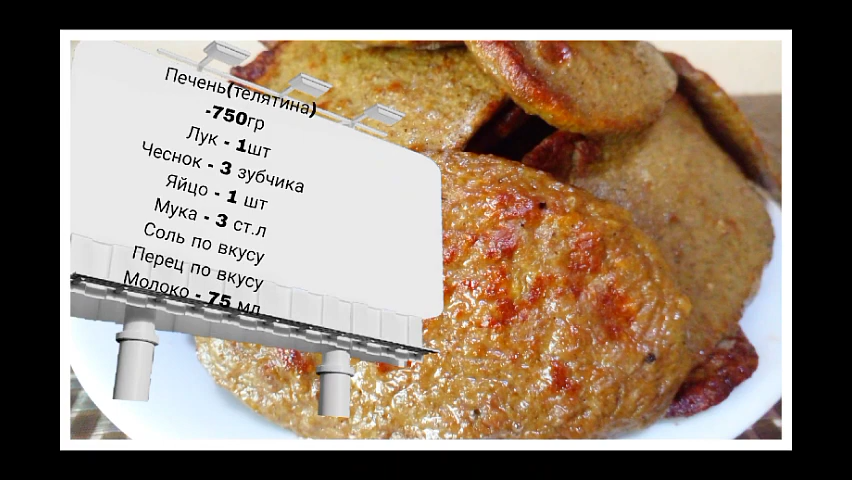 Печень(телятина)
-750гр
Лук - 1шт
Чеснок - 3 зубчика
Яйцо - 1 шт
Мука - 3 ст.л
Соль по вкусу
Перец по вкусу
Молоко - 75 мл